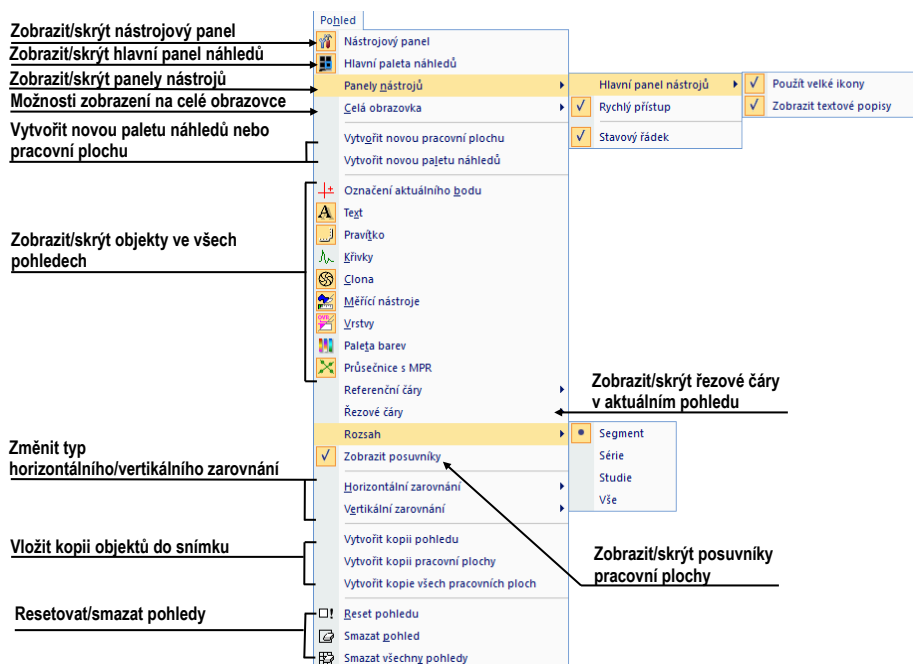 Pohled
Zobrazit/skrýt nástrojový panel
Zobrazit/skrýt hlavní panel náhledů
Zobrazit/skrýt panely nástrojů
Možnosti zobrazení na celé obrazovce
Vytvořit novou paletu náhledů nebo
pracovní plochu
Zobrazit/skrýt objekty ve všech
pohledech
Změnit typ
horizontálního/vertikálního zarovnání
Vložit kopii objektů do snímku
Resetovat/smazat pohledy
Nástrojový panel
Hlavní paleta náhledů
Panely nástrojů
Celá obrazovka
Vytvořit novou pracovní plochu
Vytvořit novou paletu náhledů
Označení aktuálního bodu
Text
Pravítko
Křivky
Clona
Měřící nástroje
Vrstvy
Paleta barev
Průsečnice s MPR
Referenční čáry
Řezové čáry
Rozsah
Zobrazit posuvníky
Horizontální zarovnání
Vertikální zarovnání
Vytvořit kopii pohledu
Vytvořit kopii pracovní plochy
Vytvořit kopie všech pracovních ploch
Reset pohledu
Smazat pohled
Smazat všechny pohledy
Hlavní panel nástrojů
Rychlý přístup
Stavový řádek
Použít velké ikony
Zobrazit textové popisy
Zobrazit/skrýt řezové čáry
v aktuálním pohledu
Segment
Série
Studie
Vše
Zobrazit/skrýt posuvníky
pracovní plochy